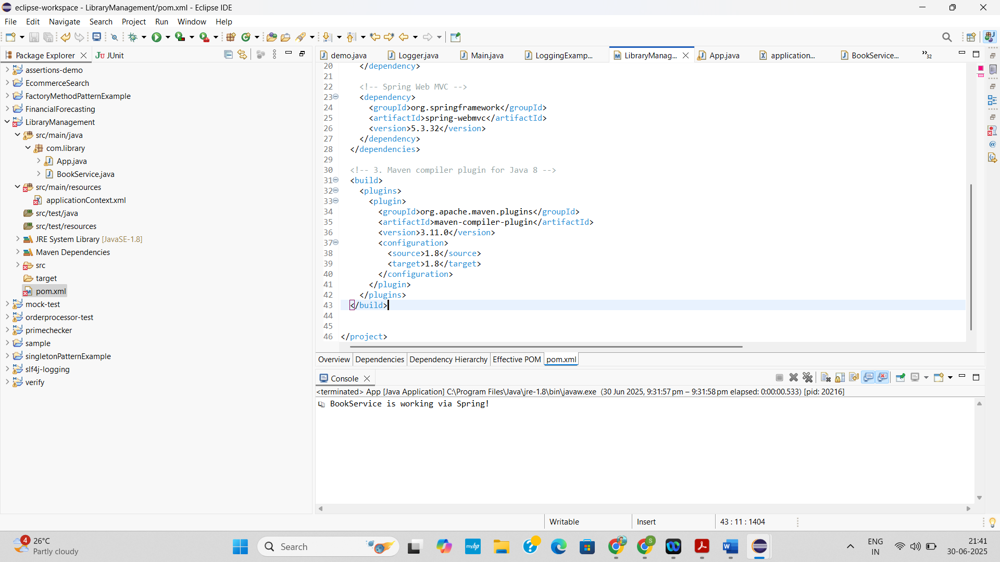 eclipse-workspace - LibraryManagement/pom.xml - Eclipse IDE
File Edit Navigate Search Project Run Window Help
Package Explorer
JUnit
assertions-demo
EcommerceSearch
FactoryMethodPatternExample
FinancialForecasting
LibraryManagement
src/main/java
com.library
App.java
BookService.java
src/main/resources
applicationContext.xml
src/test/java
src/test/resources
JRE System Library [JavaSE-1.8]
Maven Dependencies
src
target
pom.xml
mock-test
orderprocessor-test
primechecker
sample
singletonPatternExample
slf4j-logging
verify
demo.java Logger.java Main.java LoggingExamp... LibraryManag... App.java application... BookService... »32
20 </dependency>
21
22 <!-- Spring Web MVC -->
23 <dependency>
24 <groupId>org.springframework</groupId>
25 <artifactId>spring-webmvc</artifactId>
26 <version>5.3.32</version>
27 </dependency>
28 </dependencies>
29
30 <!-- 3. Maven compiler plugin for Java 8 -->
31 <build>
32 <plugins>
33 <plugin>
34 <groupId>org.apache.maven.plugins</groupId>
35 <artifactId>maven-compiler-plugin</artifactId>
36 <version>3.11.0</version>
37 <configuration>
38 <source>1.8</source>
39 <target>1.8</target>
40 </configuration>
41 </plugin>
42 </plugins>
43 </build>
44
45
46 </project>
Overview Dependencies Dependency Hierarchy Effective POM pom.xml
Console
<terminated> App [Java Application] C:\Program Files\Java\jre-1.8\bin\javaw.exe (30 Jun 2025, 9:31:57 pm – 9:31:58 pm elapsed: 0:00:00.533) [pid: 20216]
BookService is working via Spring!
Writable Insert 43 : 11 : 1404
4
26°C
Partly cloudy
Search
myhp
S
ENG
IN
21:41
30-06-2025